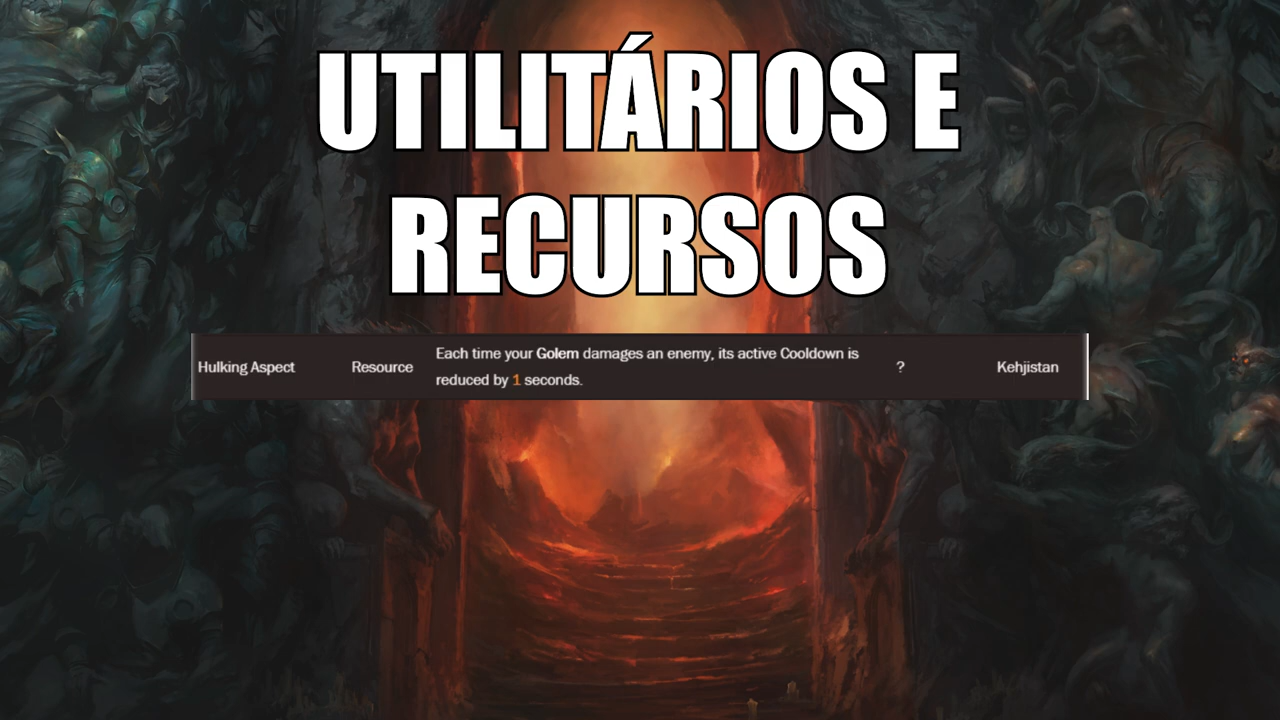 UTILITÁRIOS E
RECURSOS
Hulking Aspect Resource Each time your Golem damages an enemy, its active Cooldown is ? Kehjistan
reduced by 1 seconds.